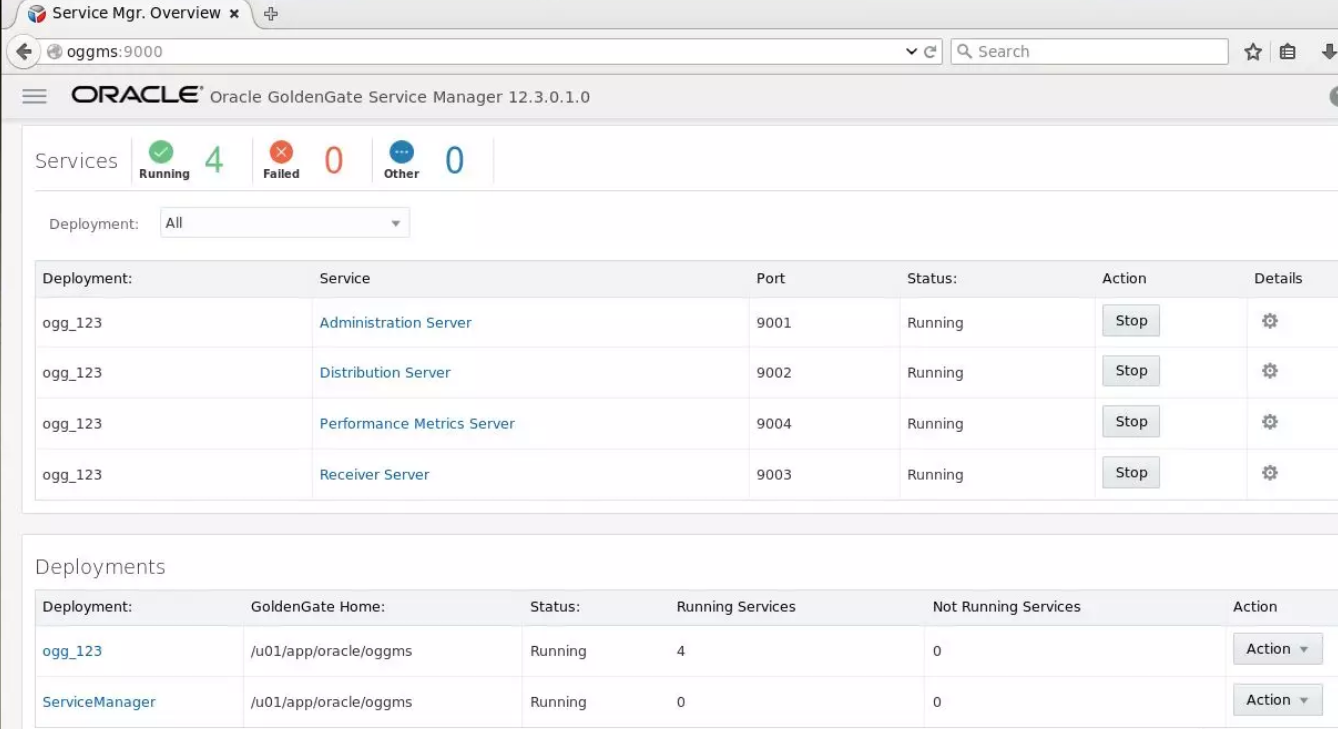 Service Mgr. Overview
oggms:9000 Search
ORACLE Oracle GoldenGate Service Manager 12.3.0.1.0
Services Running 4 Failed 0 Other 0
Deployment: All
Deployment: Service Port Status: Action Details
ogg_123 Administration Server 9001 Running Stop
ogg_123 Distribution Server 9002 Running Stop
ogg_123 Performance Metrics Server 9004 Running Stop
ogg_123 Receiver Server 9003 Running Stop
Deployments
Deployment: GoldenGate Home: Status: Running Services Not Running Services Action
ogg_123 /u01/app/oracle/oggms Running 4 0 Action
ServiceManager /u01/app/oracle/oggms Running 0 0 Action